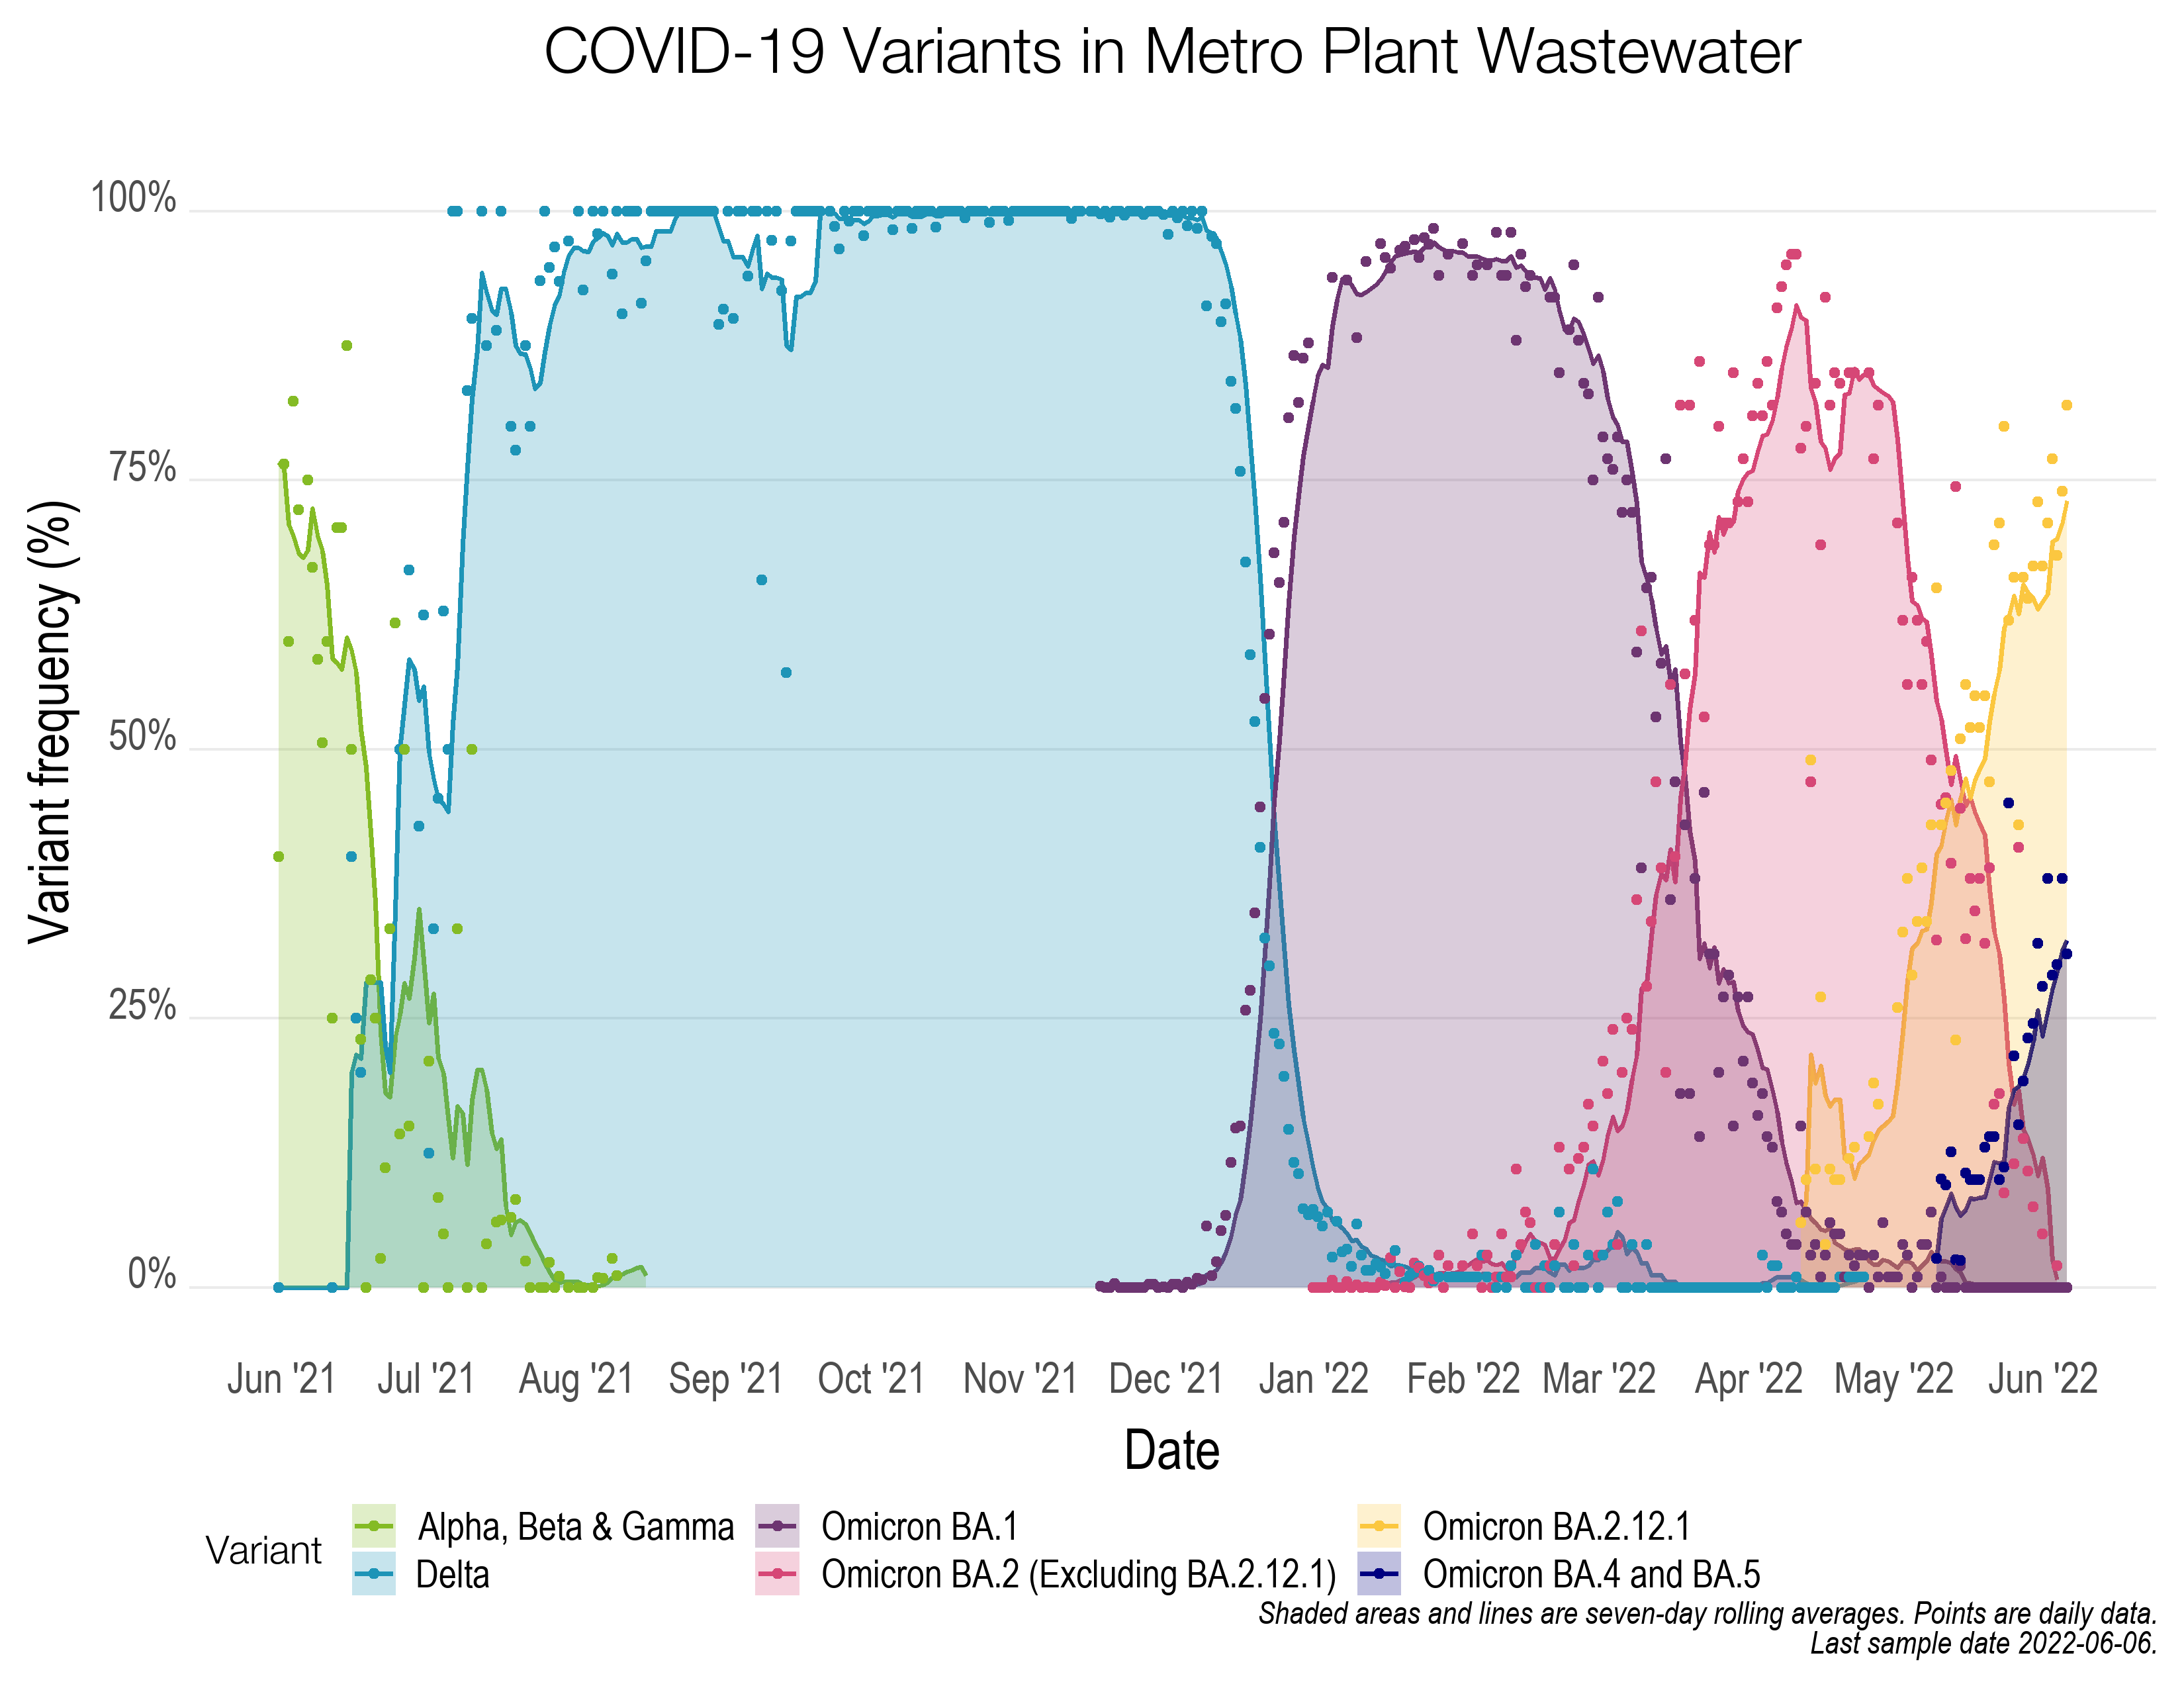 COVID-19 Variants in Metro Plant Wastewater
Variant frequency (%)
100%
75%
50%
25%
0%
Jun '21 Jul '21 Aug '21 Sep '21 Oct '21 Nov '21 Dec '21 Jan '22 Feb '22 Mar '22 Apr '22 May '22 Jun '22
Date
Variant
Alpha, Beta & Gamma
Delta
Omicron BA.1
Omicron BA.2 (Excluding BA.2.12.1)
Omicron BA.2.12.1
Omicron BA.4 and BA.5
Shaded areas and lines are seven-day rolling averages. Points are daily data.
Last sample date 2022-06-06.